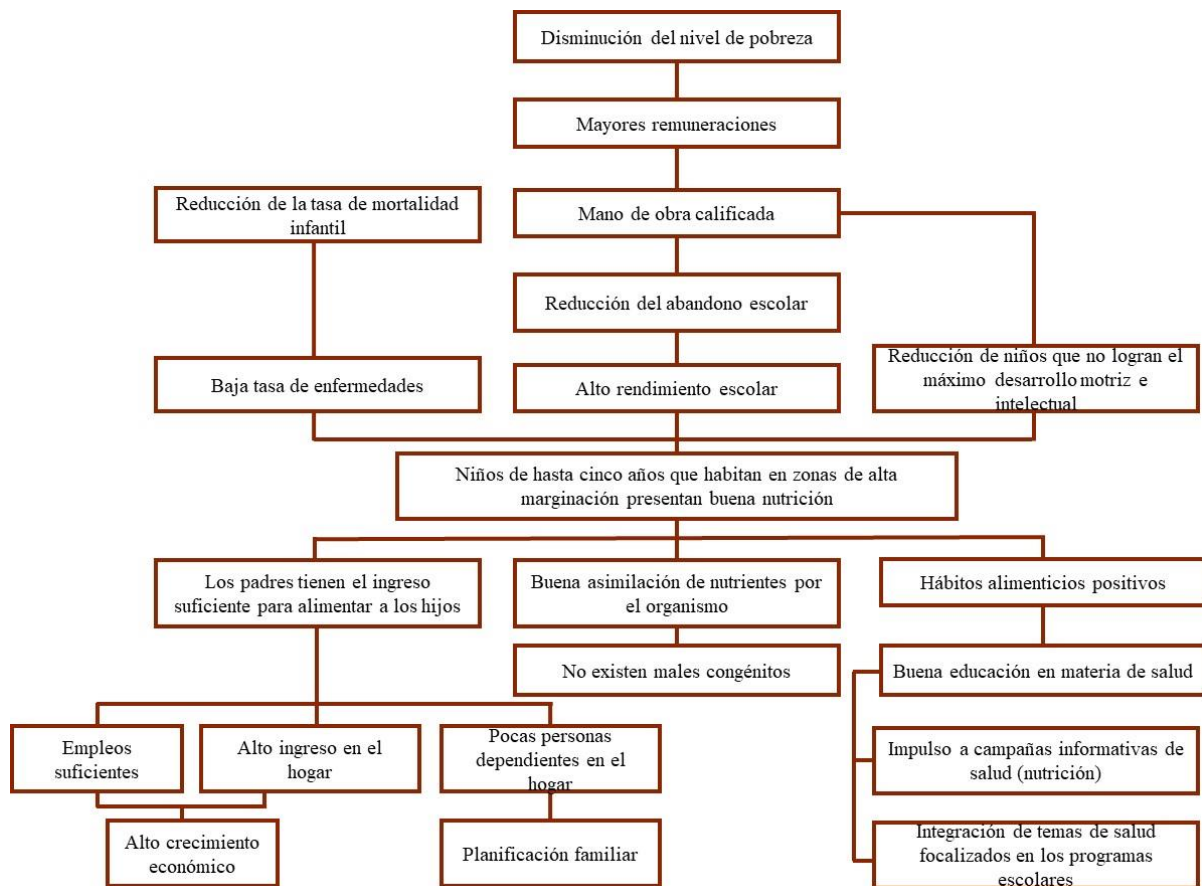 Disminución del nivel de pobreza
Mayores remuneraciones
Reducción de la tasa de mortalidad
infantil
Mano de obra calificada
Reducción del abandono escolar
Baja tasa de enfermedades
Alto rendimiento escolar
Reducción de niños que no logran el
máximo desarrollo motriz e
intelectual
Niños de hasta cinco años que habitan en zonas de alta
marginación presentan buena nutrición
Los padres tienen el ingreso
suficiente para alimentar a los hijos
Buena asimilación de nutrientes por
el organismo
Hábitos alimenticios positivos
No existen males congénitos
Buena educación en materia de salud
Empleos
suficientes
Alto ingreso en el
hogar
Pocas personas
dependientes en el
hogar
Impulso a campañas informativas de
salud (nutrición)
Alto crecimiento
económico
Planificación familiar
Integración de temas de salud
focalizados en los programas
escolares